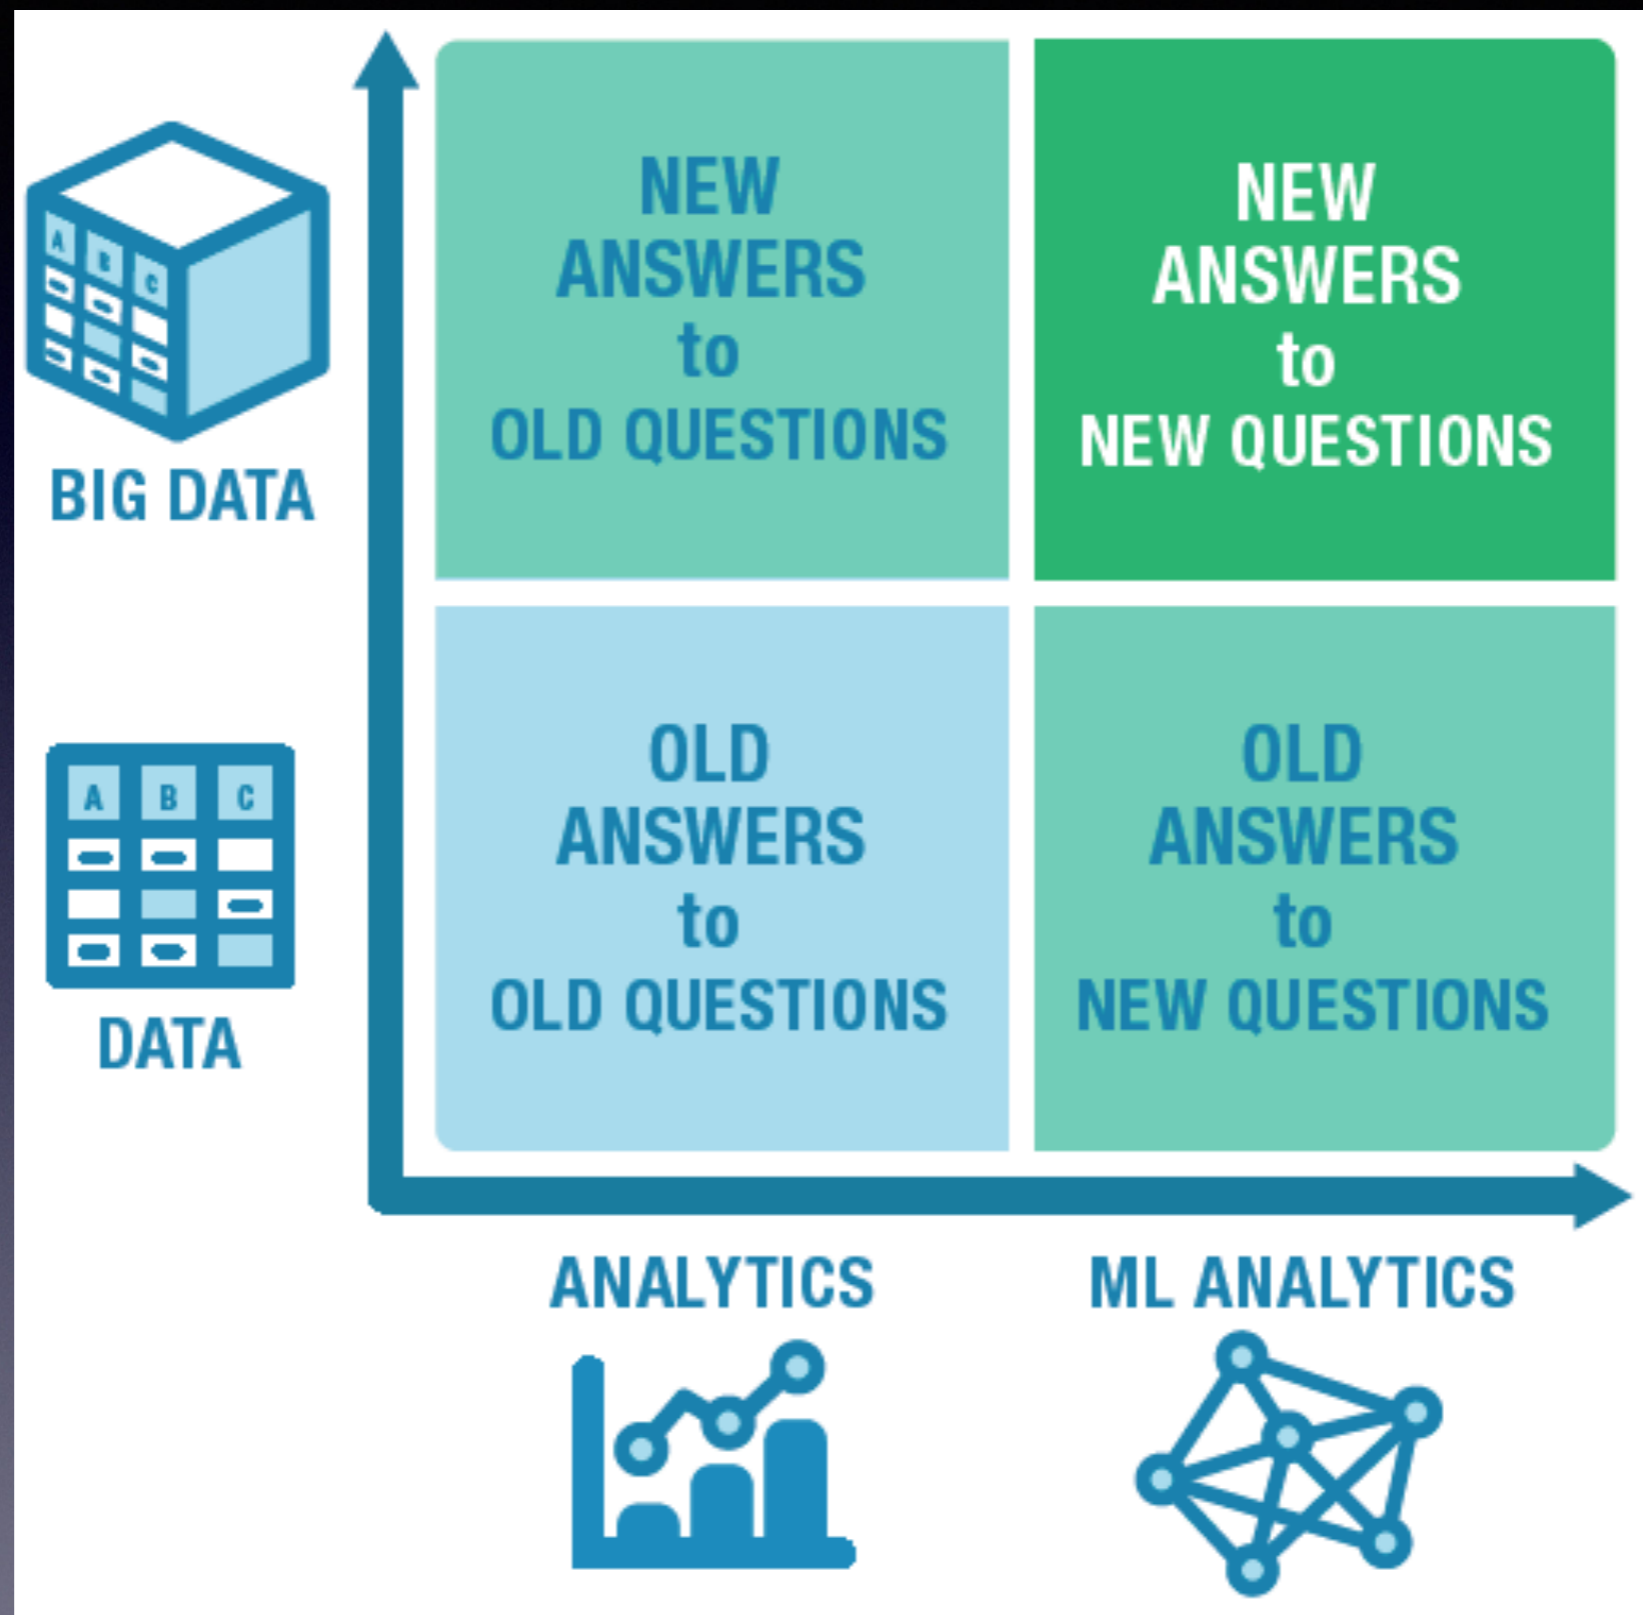 NEW
ANSWERS
to
OLD QUESTIONS
NEW
ANSWERS
to
NEW QUESTIONS
A B C
BIG DATA
OLD
ANSWERS
to
OLD QUESTIONS
OLD
ANSWERS
to
NEW QUESTIONS
A B C
DATA
ANALYTICS
ML ANALYTICS